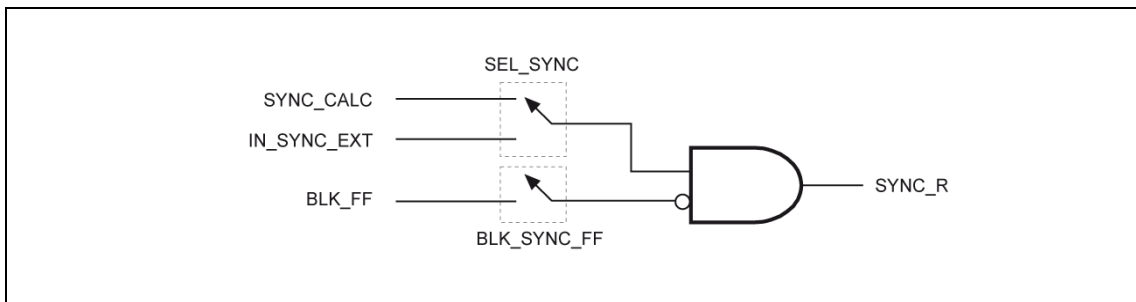 SEL_SYNC
SYNC_CALC
IN_SYNC_EXT
SYNC_R
BLK_FF
BLK_SYNC_FF